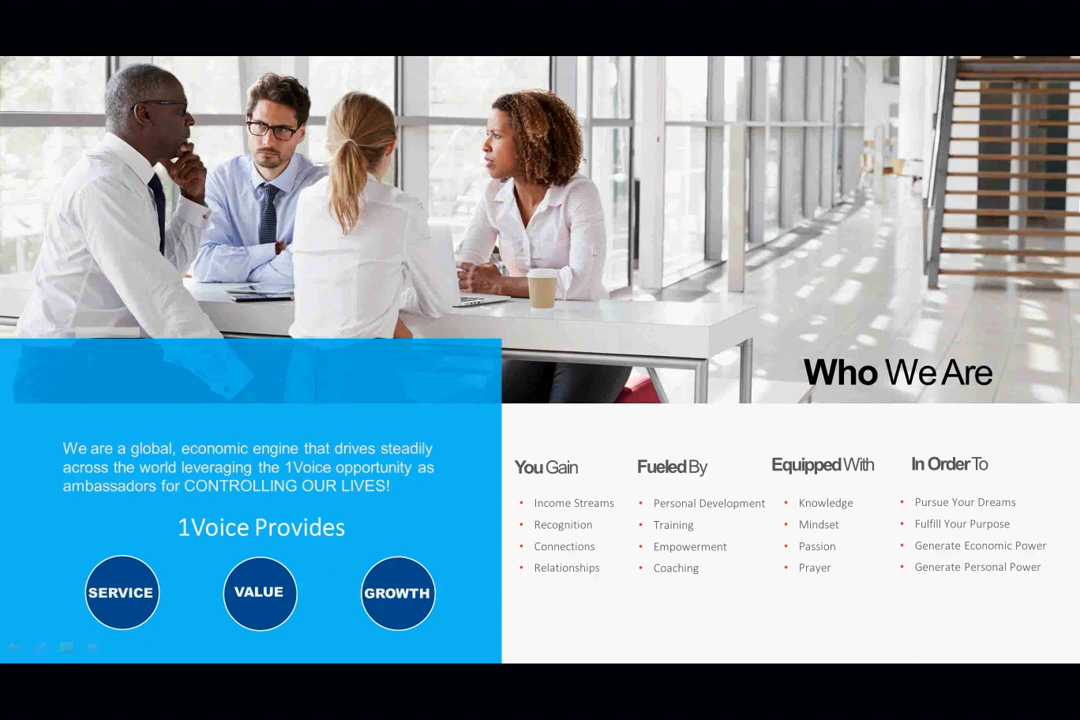 Who We Are
We are a global, economic engine that drives steadily
across the world leveraging the 1Voice opportunity as
ambassadors for CONTROLLING OUR LIVES!
1Voice Provides
SERVICE
VALUE
GROWTH
You Gain
• Income Streams
• Recognition
• Connections
• Relationships
Fueled By
• Personal Development
• Training
• Empowerment
• Coaching
Equipped With
• Knowledge
• Mindset
• Passion
• Prayer
In Order To
• Pursue Your Dreams
• Fulfill Your Purpose
• Generate Economic Power
• Generate Personal Power